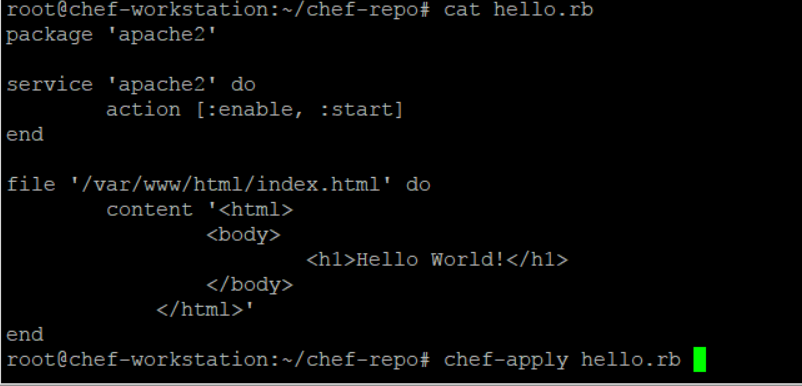 root@chef-workstation:~/chef-repo# cat hello.rb
package 'apache2'
service 'apache2' do
action [:enable, :start]
end
file '/var/www/html/index.html' do
content '<html>
<body>
<h1>Hello World!</h1>
</body>
</html>'
end
root@chef-workstation:~/chef-repo# chef-apply hello.rb